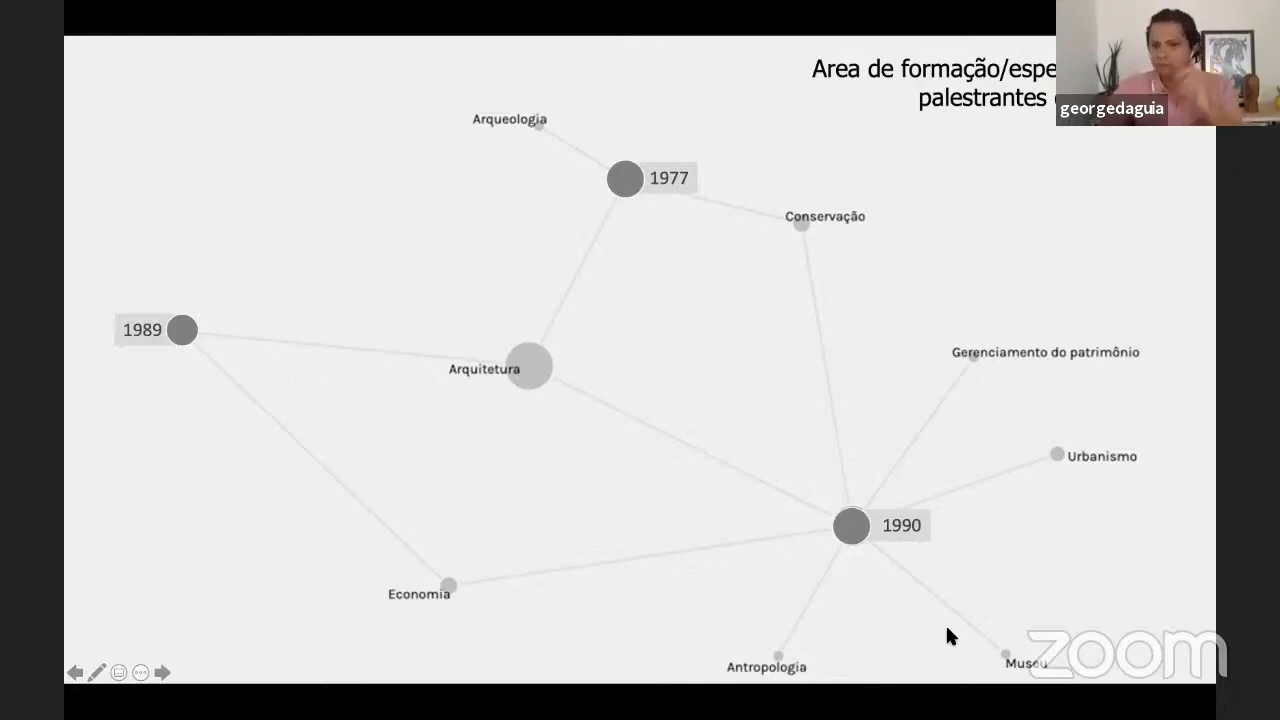 Area de formação/espe
palestrantes
georgedaguia
Arqueologia
1977
Conservação
1989
Arquitetura
Gerenciamento do patrimônio
Urbanismo
1990
Economia
Antropologia
Museu
zoom